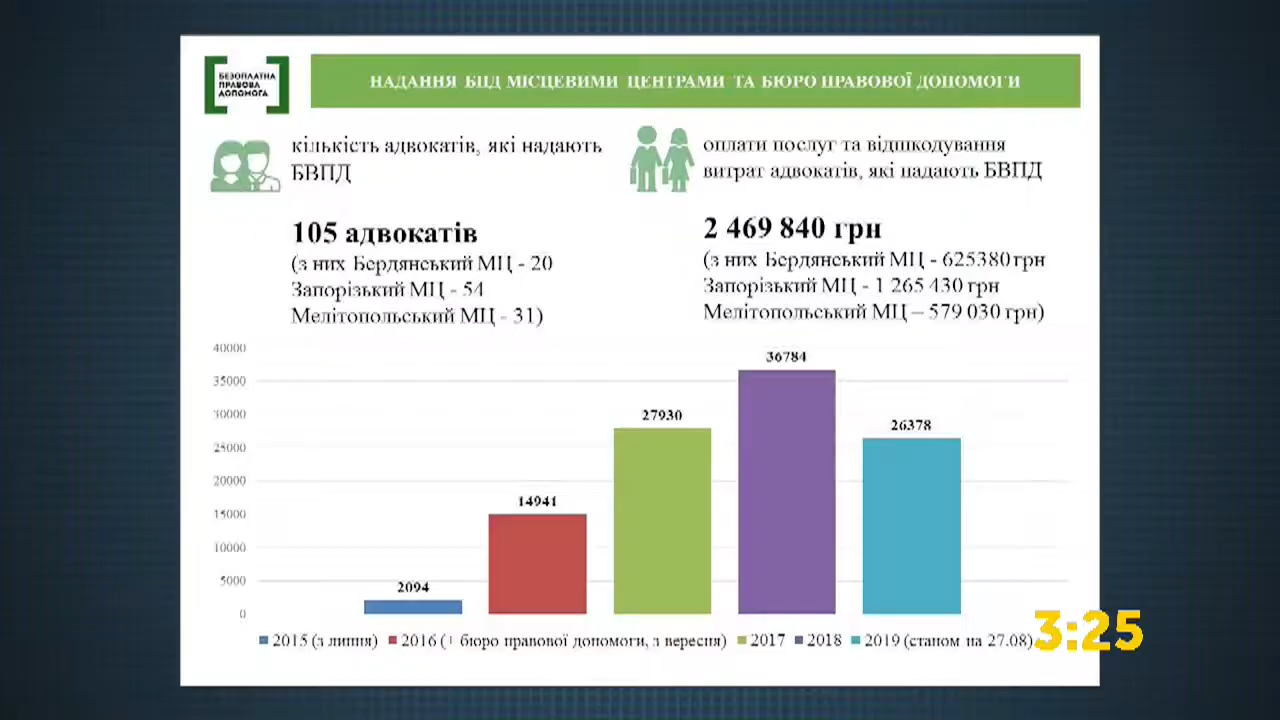 БЕЗОПЛАТНА
ПРАВОВА
ДОПОМОГА
НАДАННЯ БПД МІСЦЕВИМИ ЦЕНТРАМИ ТА БЮРО ПРАВОВОЇ ДОПОМОГИ
кількість адвокатів, які надають
БВПД
105 адвокатів
(з них Бердянський МЦ - 20
Запорізький МЦ - 54
Мелітопольський МЦ - 31)
оплати послуг та відшкодування
витрат адвокатів, які надають БВПД
2 469 840 грн
(з них Бердянський МЦ - 625380 грн
Запорізький МЦ - 1 265 430 грн
Мелітопольський МЦ – 579 030 грн)
40000
35000
30000
25000
20000
15000
10000
5000
0
2094
14941
27930
36784
26378
2015 (з липня) 2016 (+ бюро правової допомоги, з вересня) 2017 2018 2019 (станом на 27.08)
3:25